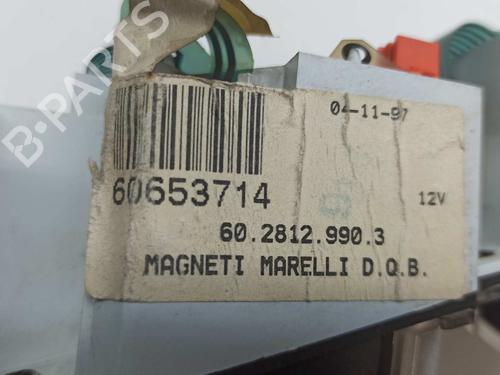 B-PARTS
04-11-97
60653714
12V
60.2812.990.3
MAGNETI MARELLI D.Q.B.